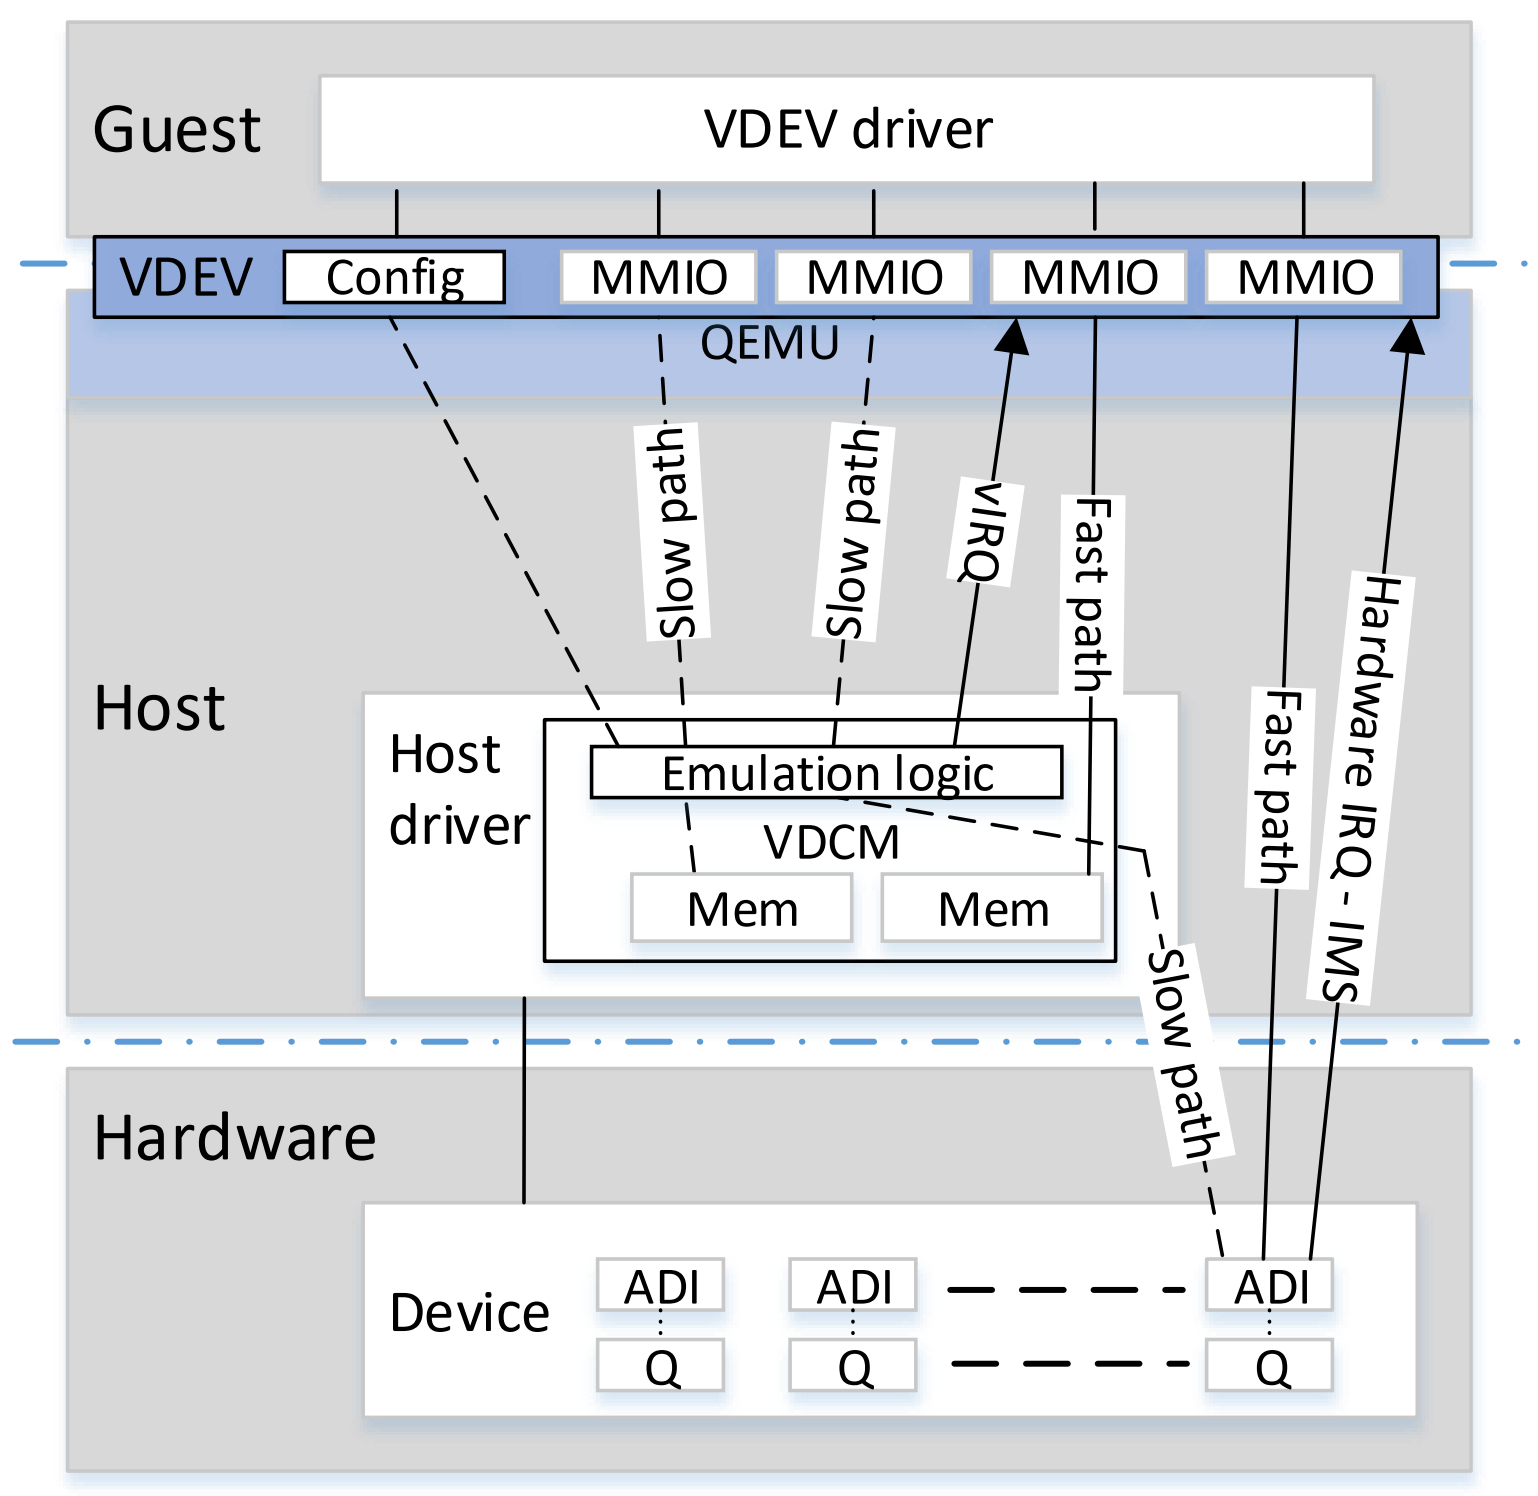 Guest
VDEV driver
VDEV
Config
MMIO
MMIO
MMIO
MMIO
QEMU
Slow path
Slow path
vIRQ
Fast path
Fast path
Hardware IRQ - IMS
Host
Host
driver
Emulation logic
VDCM
Mem
Mem
Slow path
Hardware
Device
ADI
ADI
ADI
Q
Q
Q